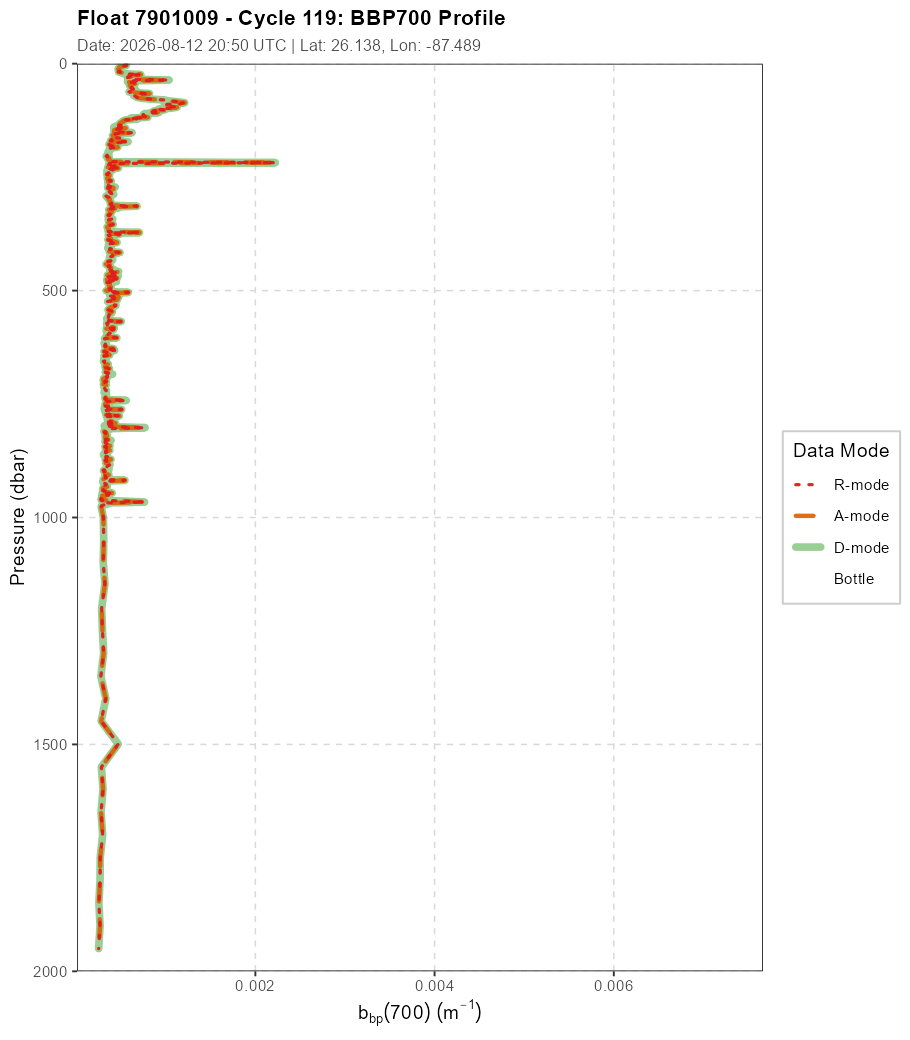 Float 7901009 - Cycle 119: BBP700 Profile
Date: 2026-08-12 20:50 UTC | Lat: 26.138, Lon: -87.489
0
500
1000
1500
2000
Pressure (dbar)
0.002
0.004
0.006
b_bp(700) (m⁻¹)
Data Mode
R-mode
A-mode
D-mode
Bottle